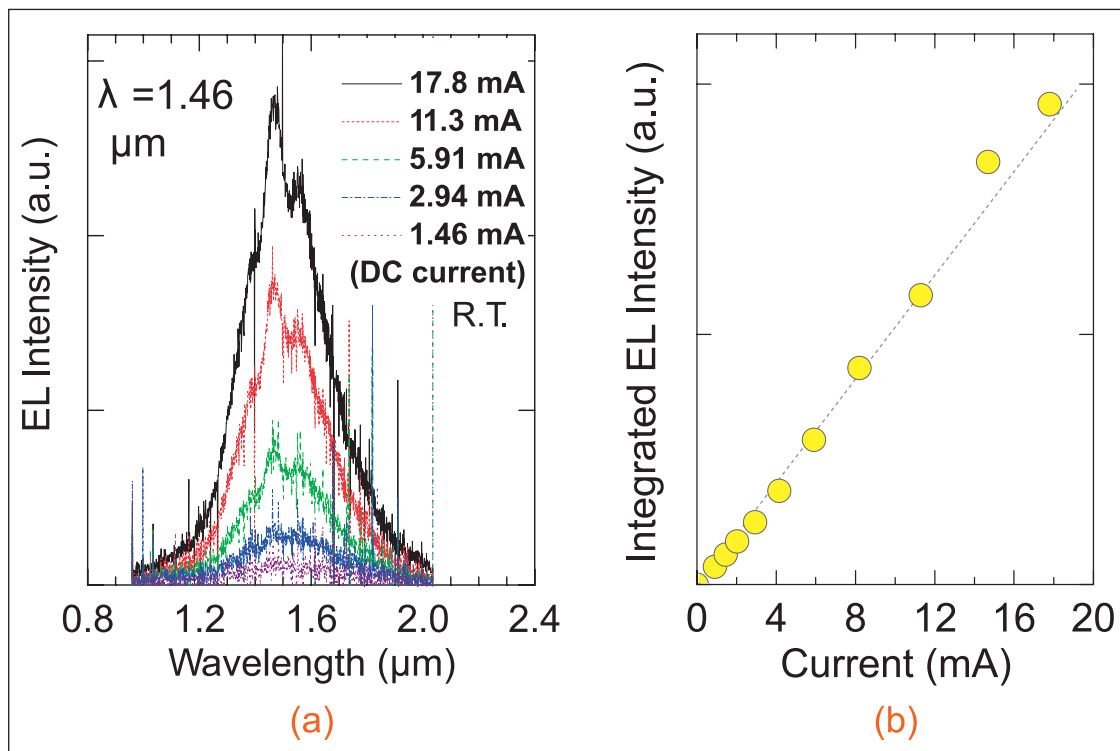 λ =1.46
µm
17.8 mA
11.3 mA
5.91 mA
2.94 mA
1.46 mA
(DC current)
R.T.
EL Intensity (a.u.)
0.8 1.2 1.6 2.0 2.4
Wavelength (µm)
(a)
Integrated EL Intensity (a.u.)
0 4 8 12 16 20
Current (mA)
(b)